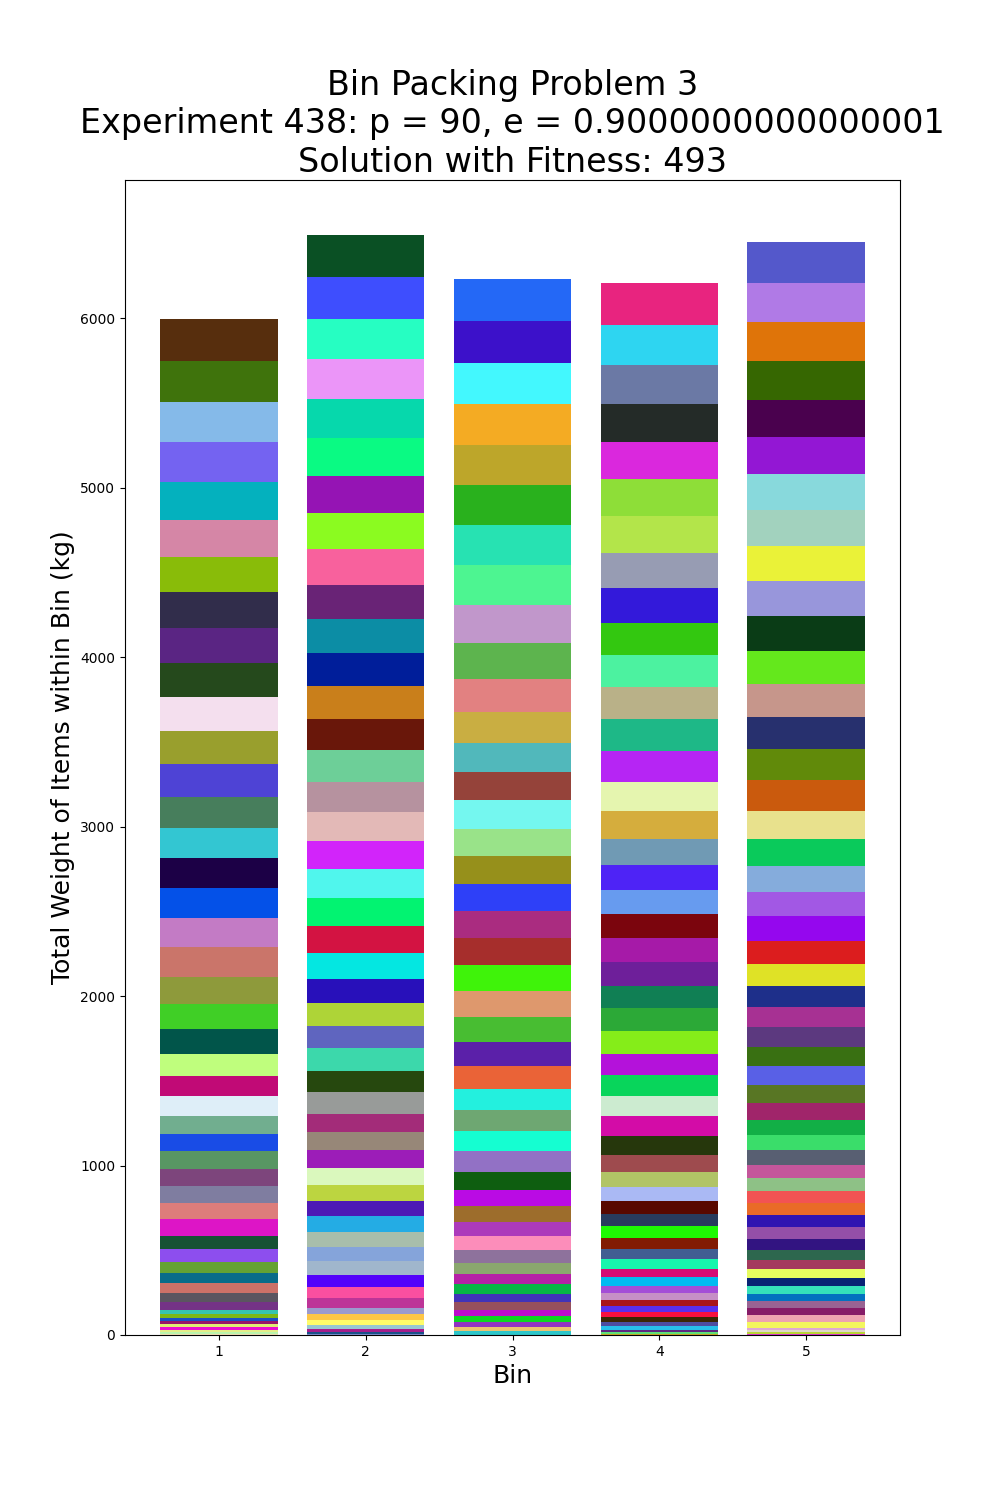 Bin Packing Problem 3
Experiment 438: p = 90, e = 0.9000000000000001
Solution with Fitness: 493
6000
5000
4000
3000
2000
1000
0
Total Weight of Items within Bin (kg)
1 2 3 4 5
Bin